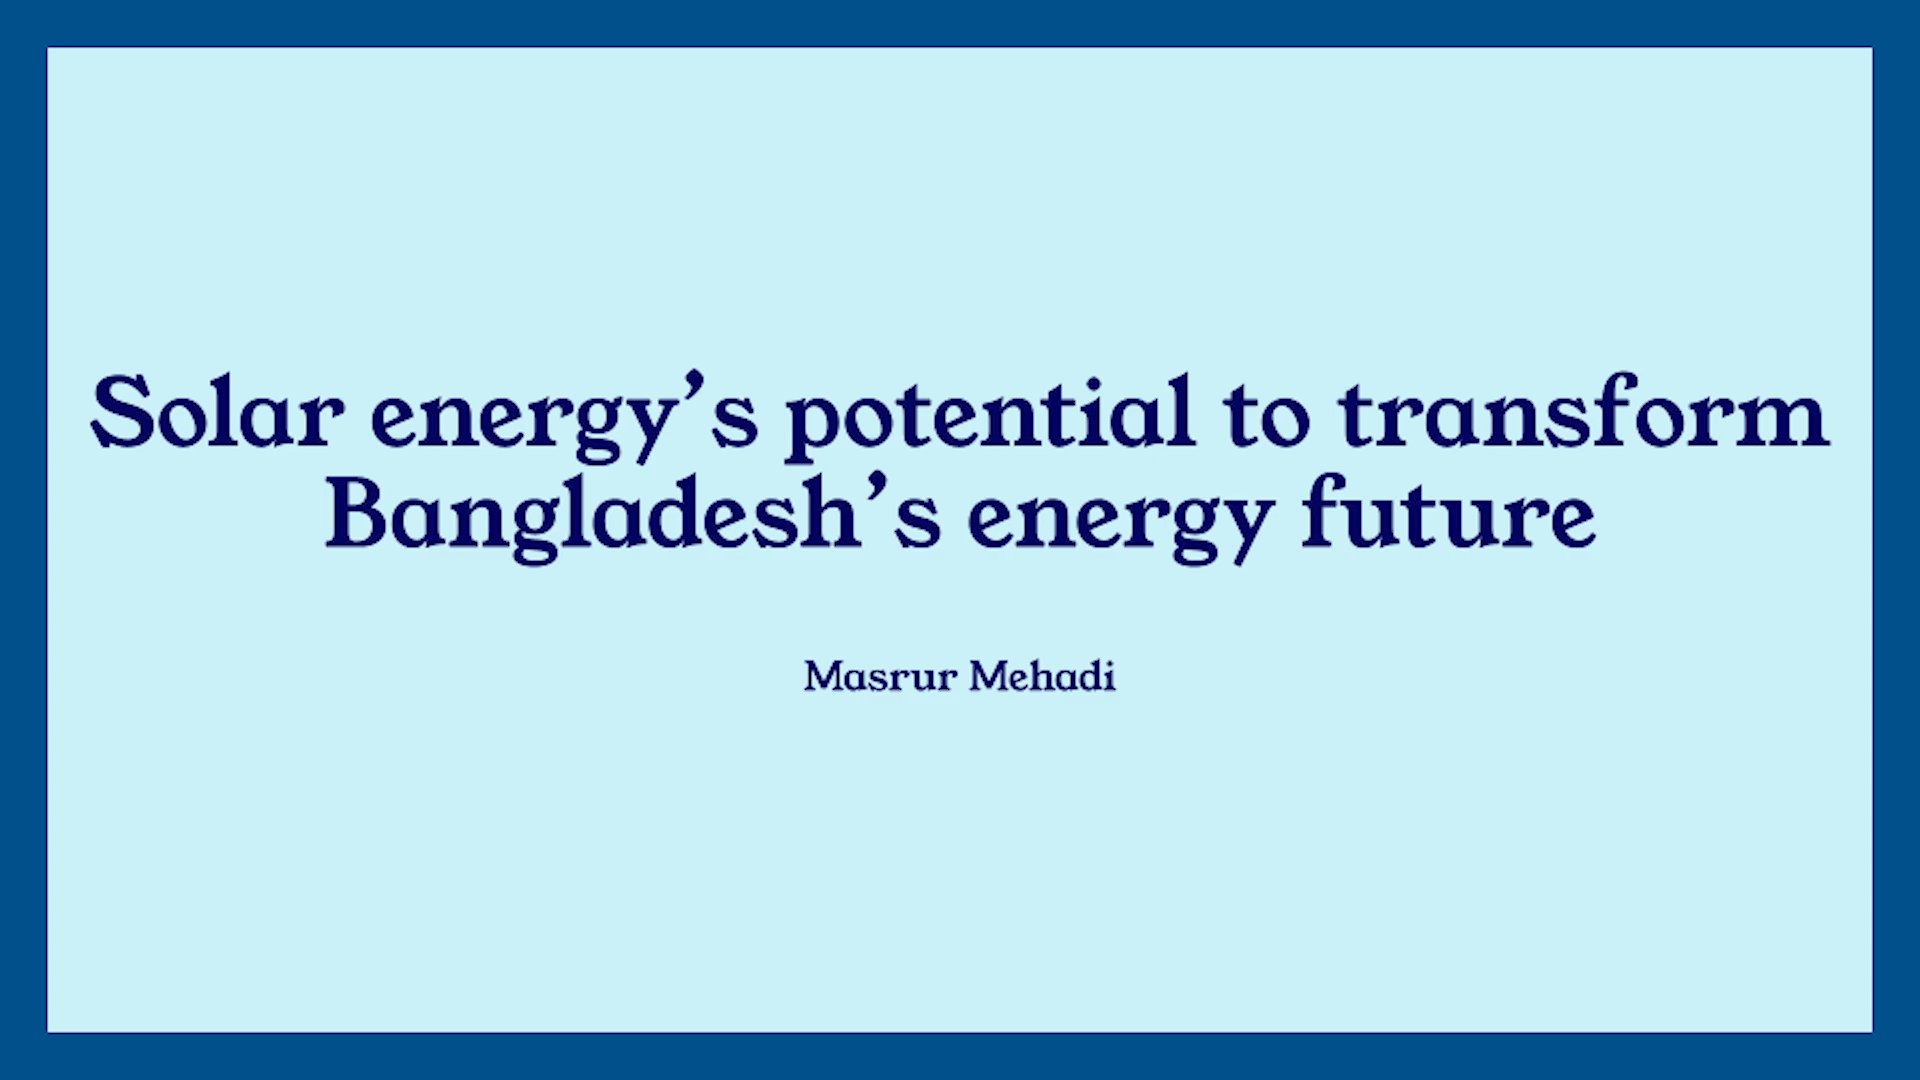 Solar energy’s potential to transform
Bangladesh’s energy future
Masrur Mehadi